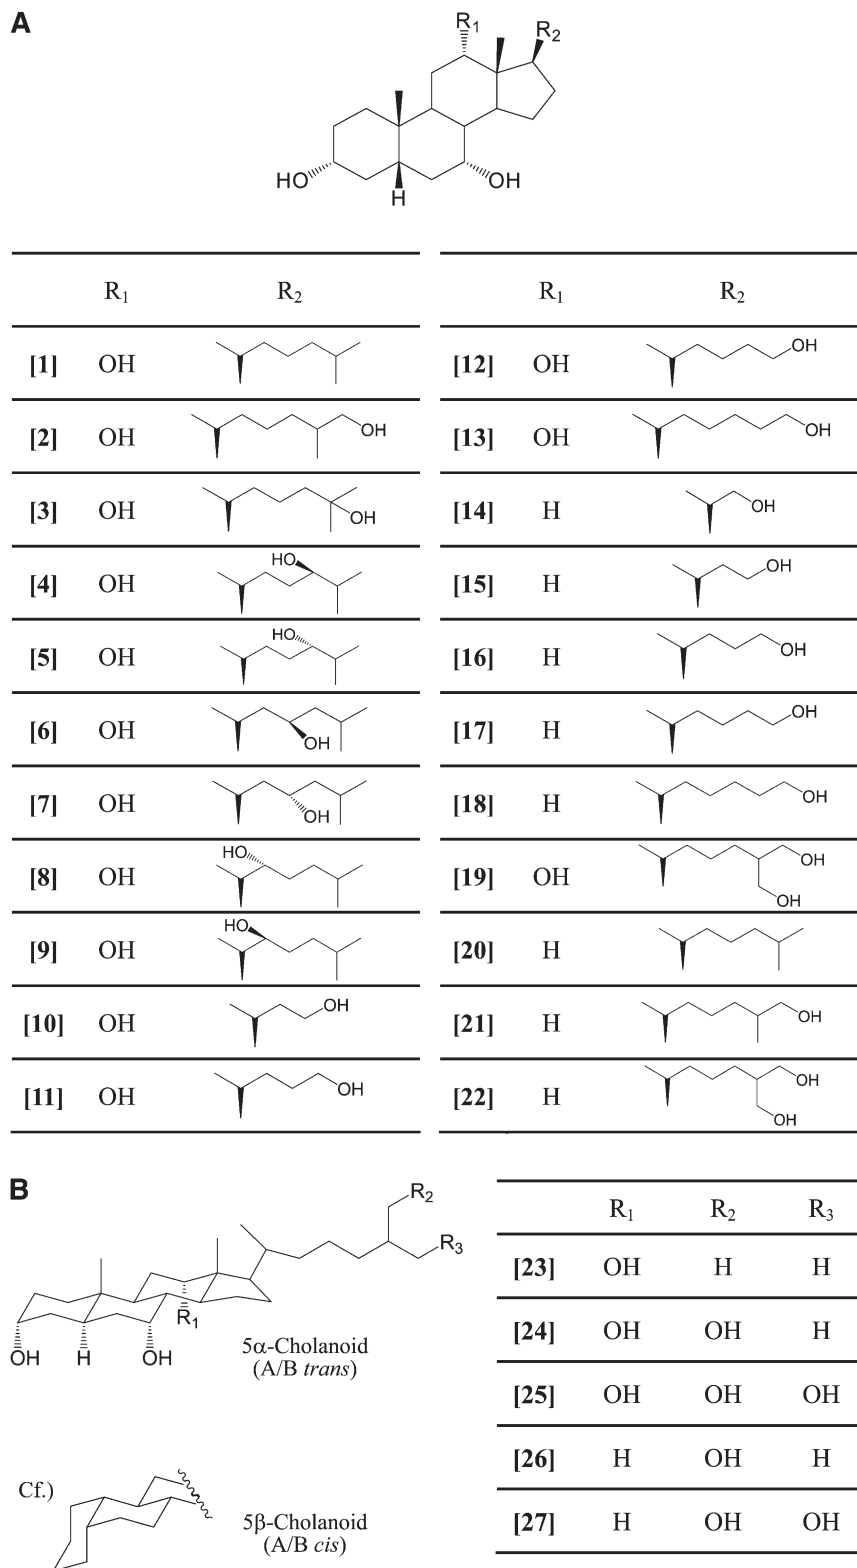 A
R1
R2
HO
H
OH
R1 R2
[1] OH
[2] OH OH
[3] OH OH
[4] OH HO
[5] OH HO
[6] OH OH
[7] OH OH
[8] OH HO
[9] OH HO
[10] OH OH
[11] OH OH
R1 R2
[12] OH OH
[13] OH OH
[14] H OH
[15] H OH
[16] H OH
[17] H OH
[18] H OH
[19] OH OH OH
[20] H
[21] H OH
[22] H OH OH
B
R2
R3
R1
OH H OH
5α-Cholanoid
(A/B trans)
Cf.)
5β-Cholanoid
(A/B cis)
R1 R2 R3
[23] OH H H
[24] OH OH H
[25] OH OH OH
[26] H OH H
[27] H OH OH